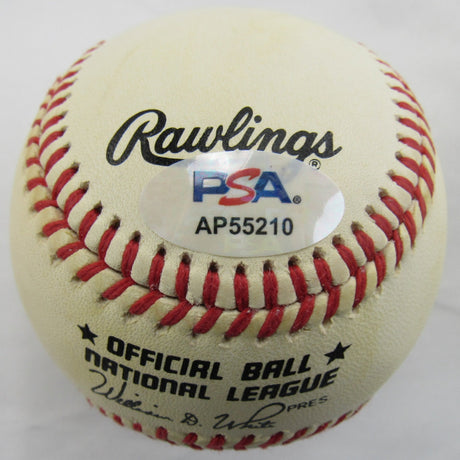 Rawlings®
PSA®
AP55210
★ OFFICIAL BALL ★
NATIONAL LEAGUE
William D. White PRES